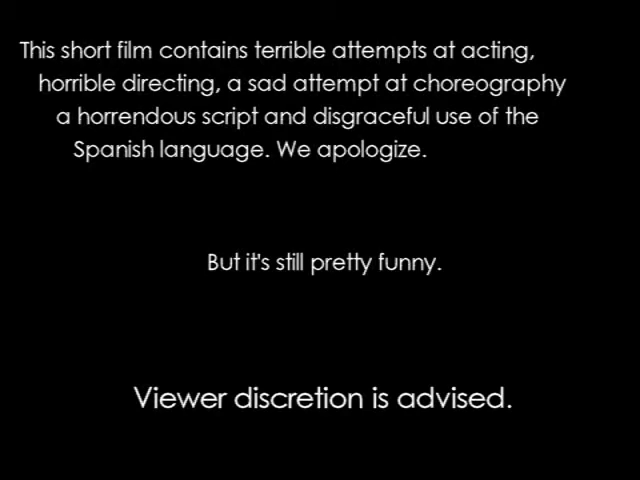 This short film contains terrible attempts at acting,
horrible directing, a sad attempt at choreography
a horrendous script and disgraceful use of the
Spanish language. We apologize.
But it's still pretty funny.
Viewer discretion is advised.